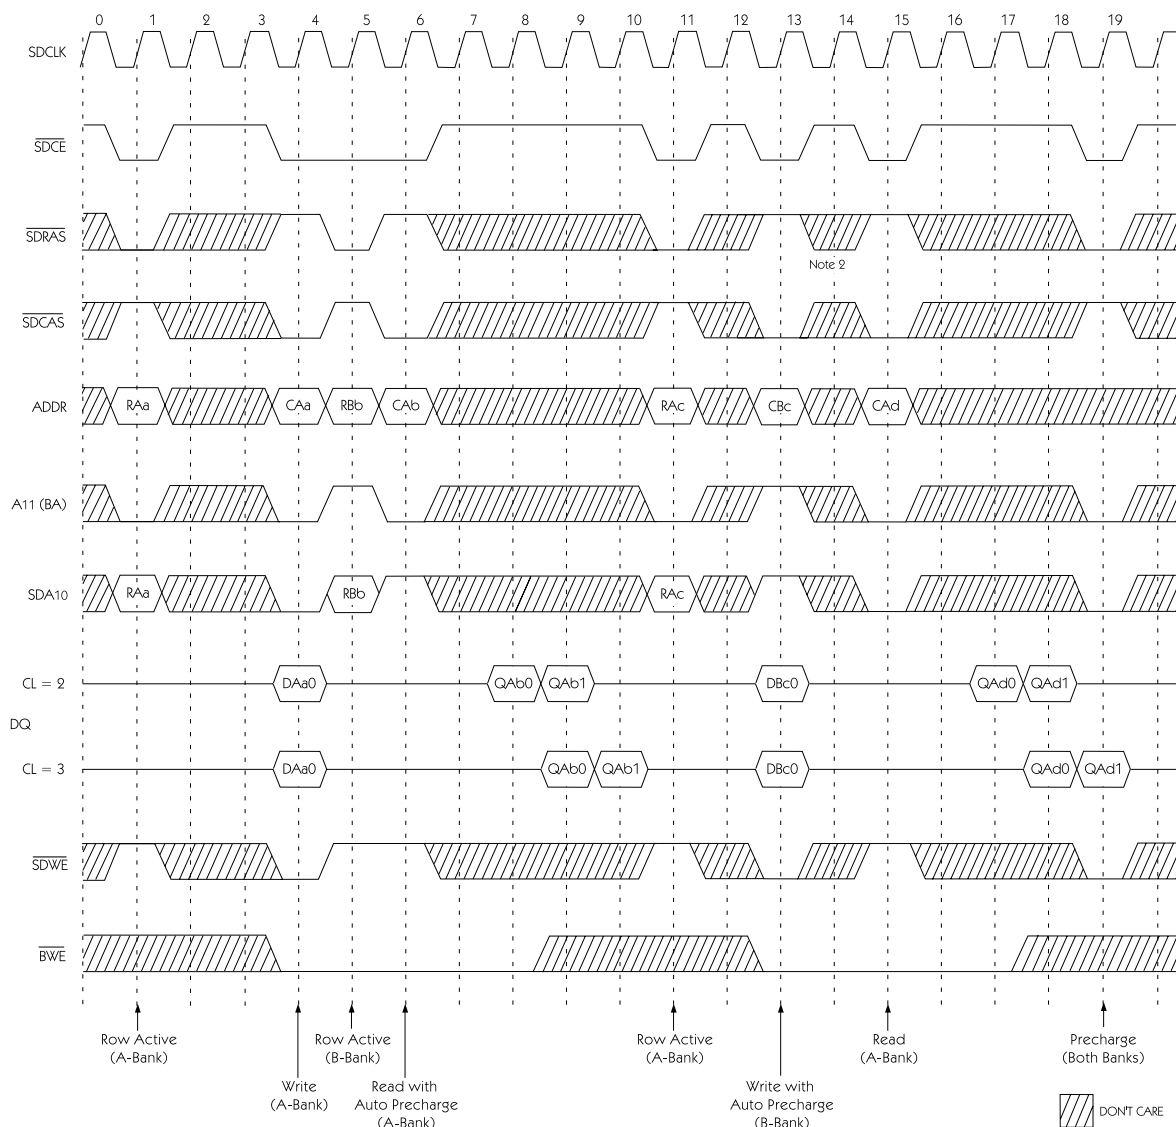 0 1 2 3 4 5 6 7 8 9 10 11 12 13 14 15 16 17 18 19
SDCLK
SDCE
SDRAS
Note 2
SDCAS
ADDR RAa CAa RBb CAb RAc CBc CAd
A11 (BA)
SDA10 RAa RBb RAc
CL = 2 DAa0 QAb0 QAb1 DBc0 QAd0 QAd1
DQ
CL = 3 DAa0 QAb0 QAb1 DBc0 QAd0 QAd1
SDWE
BWE
Row Active
(A-Bank)
Row Active
(B-Bank)
Row Active
(A-Bank)
Read
(A-Bank)
Precharge
(Both Banks)
Write
(A-Bank)
Read with
Auto Precharge
(A-Bank)
Write with
Auto Precharge
(B-Bank)
DON'T CARE